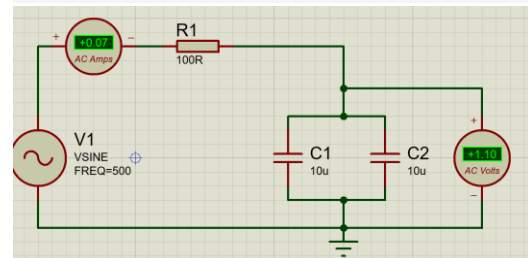 +0.07
AC Amps
+
−
R1
100R
V1
VSINE
FREQ=500
C1
10u
C2
10u
+
+1.10
AC Volts
−